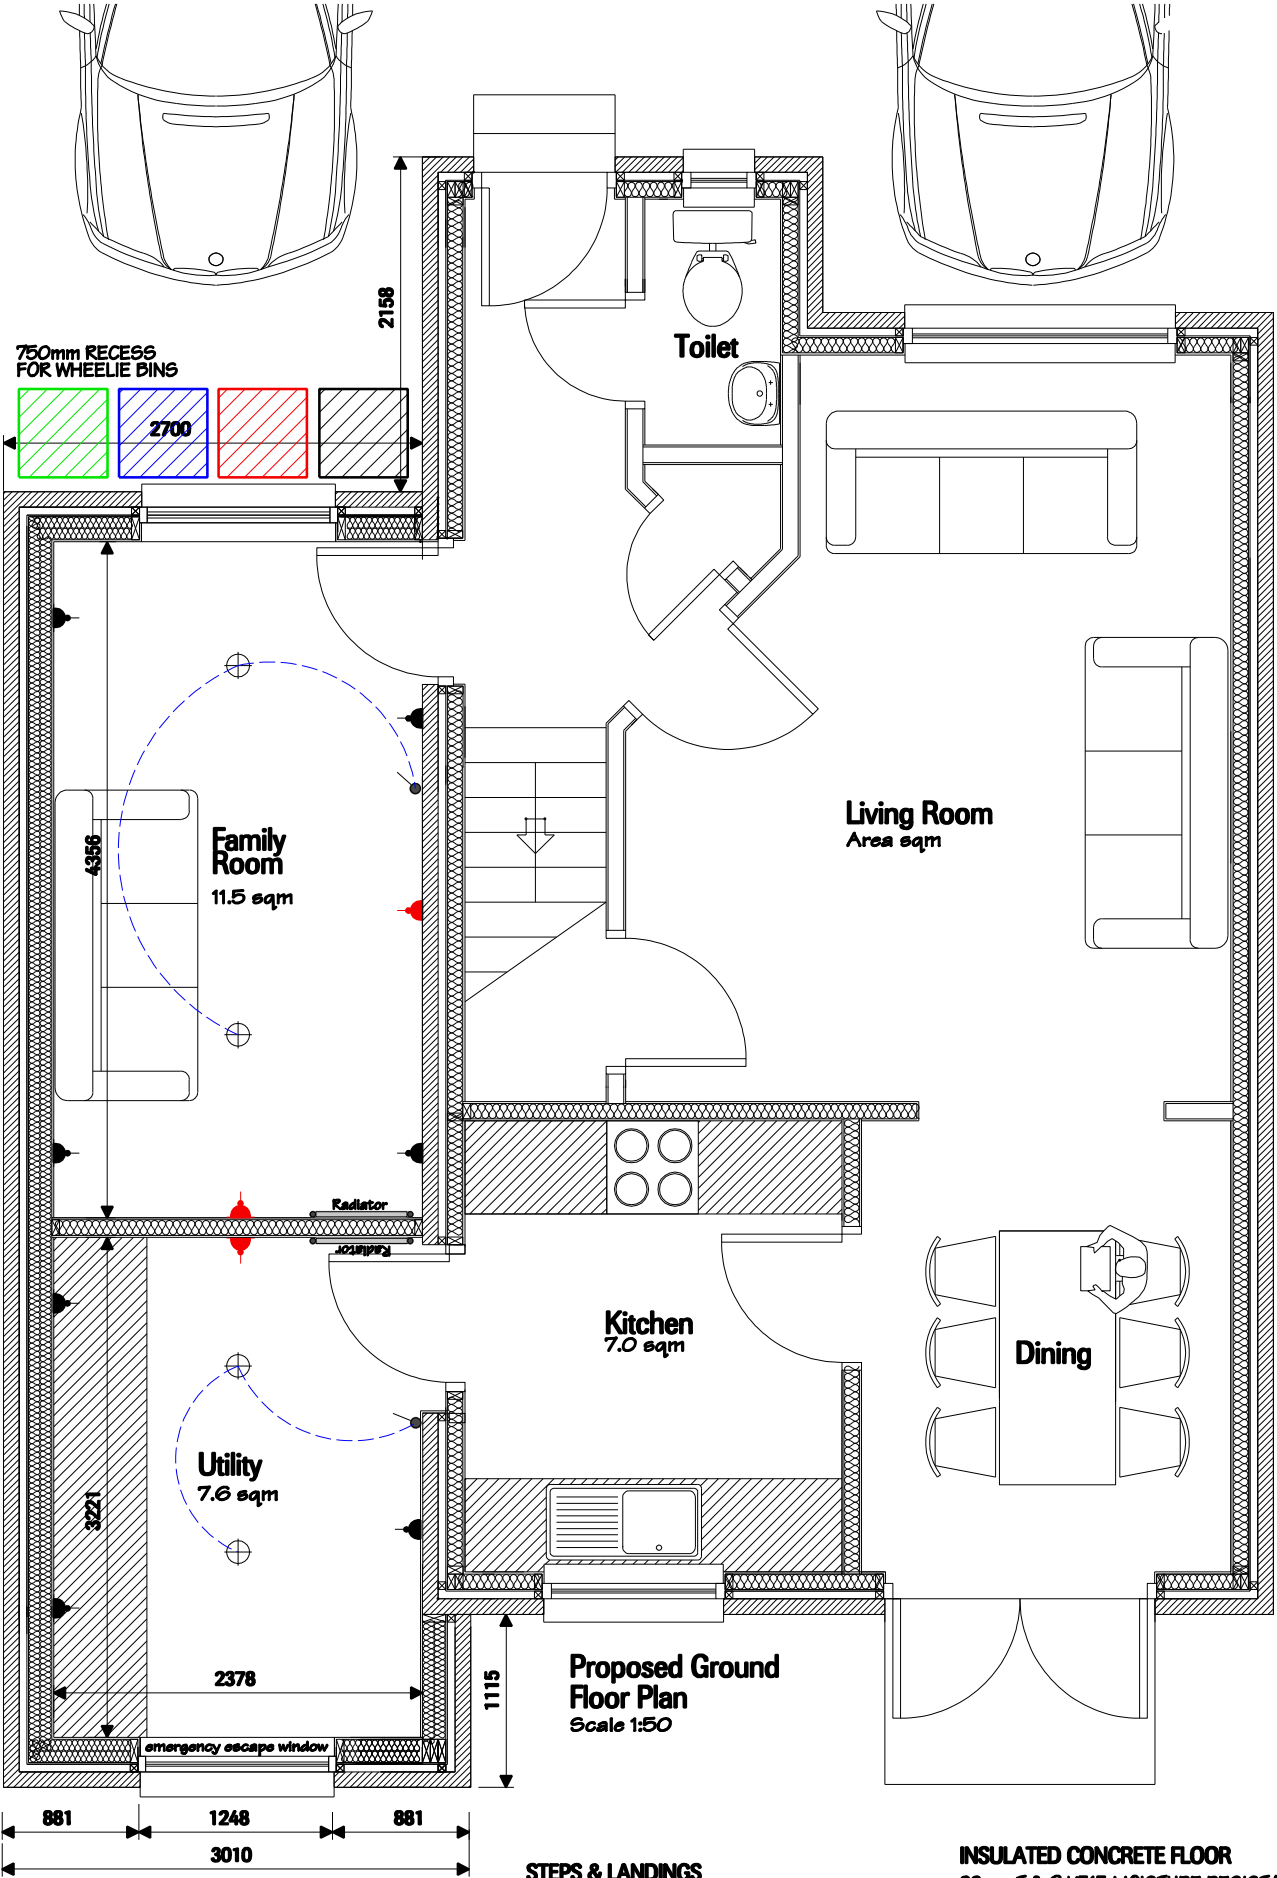 2158
Toilet
750mm RECESS
FOR WHEELIE BINS
2700
Living Room
Area sqm
4356
Family
Room
11.5 sqm
Radiator
Radiator
Kitchen
7.0 sqm
Dining
Utility
7.6 sqm
3221
2378
1115
Proposed Ground
Floor Plan
Scale 1:50
emergency escape window
881
1248
881
3010
STEPS & LANDINGS
INSULATED CONCRETE FLOOR